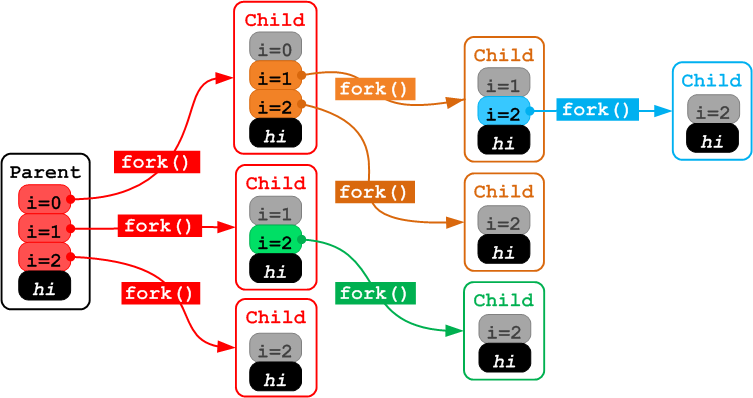 Parent
i=0
i=1
i=2
hi
fork()
fork()
fork()
Child
i=0
i=1
i=2
hi
Child
i=1
i=2
hi
Child
i=2
hi
fork()
fork()
fork()
Child
i=1
i=2
hi
Child
i=2
hi
Child
i=2
hi
fork()
Child
i=2
hi